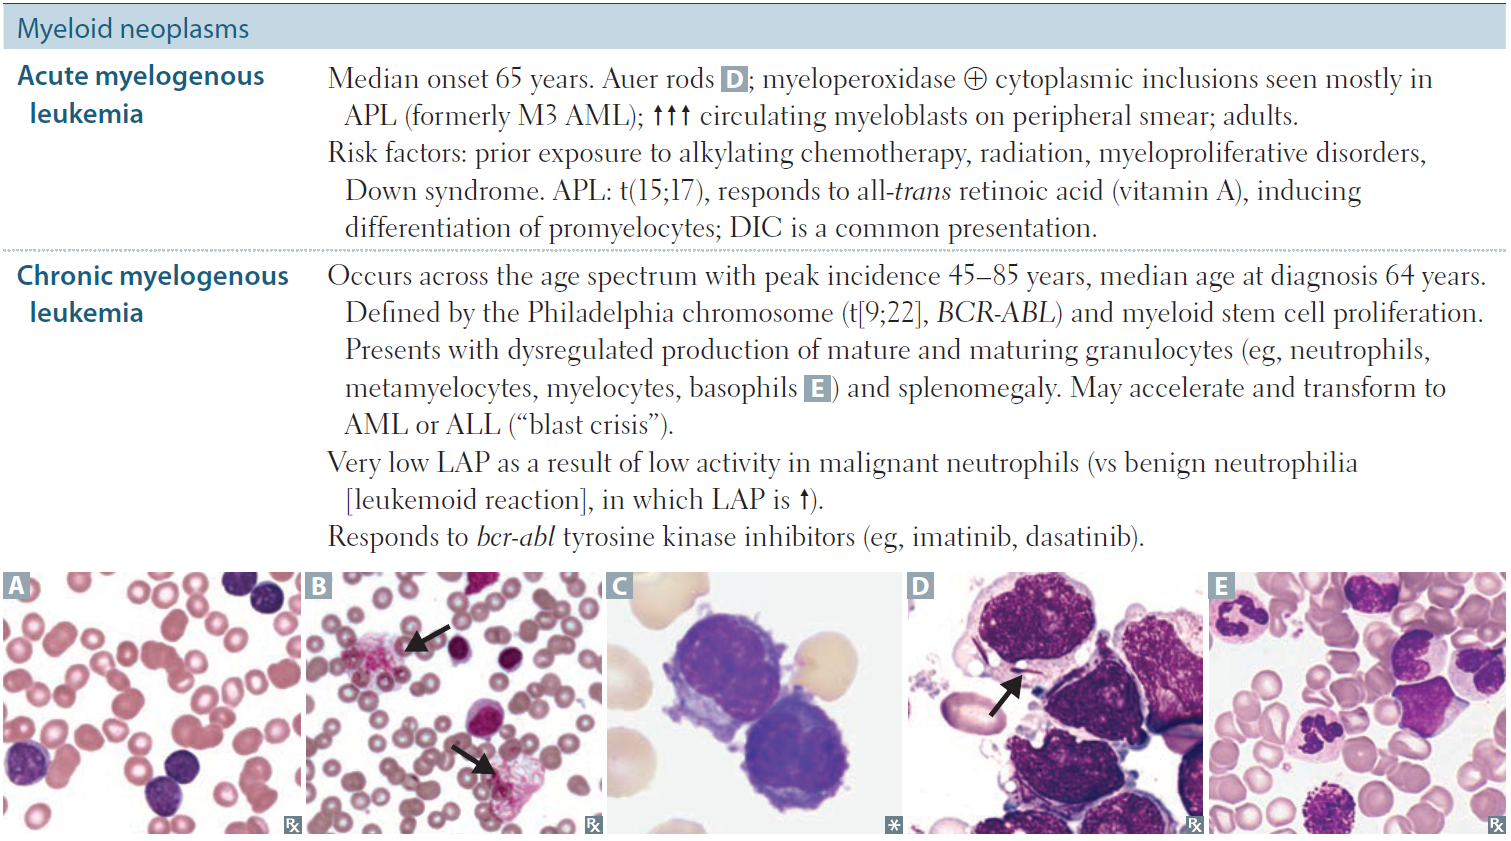 Myeloid neoplasms
Acute myelogenous
leukemia
Median onset 65 years. Auer rods D; myeloperoxidase ⊕ cytoplasmic inclusions seen mostly in
APL (formerly M3 AML); ↑↑↑ circulating myeloblasts on peripheral smear; adults.
Risk factors: prior exposure to alkylating chemotherapy, radiation, myeloproliferative disorders,
Down syndrome. APL: t(15;17), responds to all-trans retinoic acid (vitamin A), inducing
differentiation of promyelocytes; DIC is a common presentation.
Chronic myelogenous
leukemia
Occurs across the age spectrum with peak incidence 45–85 years, median age at diagnosis 64 years.
Defined by the Philadelphia chromosome (t[9;22], BCR-ABL) and myeloid stem cell proliferation.
Presents with dysregulated production of mature and maturing granulocytes (eg, neutrophils,
metamyelocytes, myelocytes, basophils E) and splenomegaly. May accelerate and transform to
AML or ALL (“blast crisis”).
Very low LAP as a result of low activity in malignant neutrophils (vs benign neutrophilia
[leukemoid reaction], in which LAP is ↑).
Responds to bcr-abl tyrosine kinase inhibitors (eg, imatinib, dasatinib).
A
B
C
D
E
℞
℞
*
℞
℞